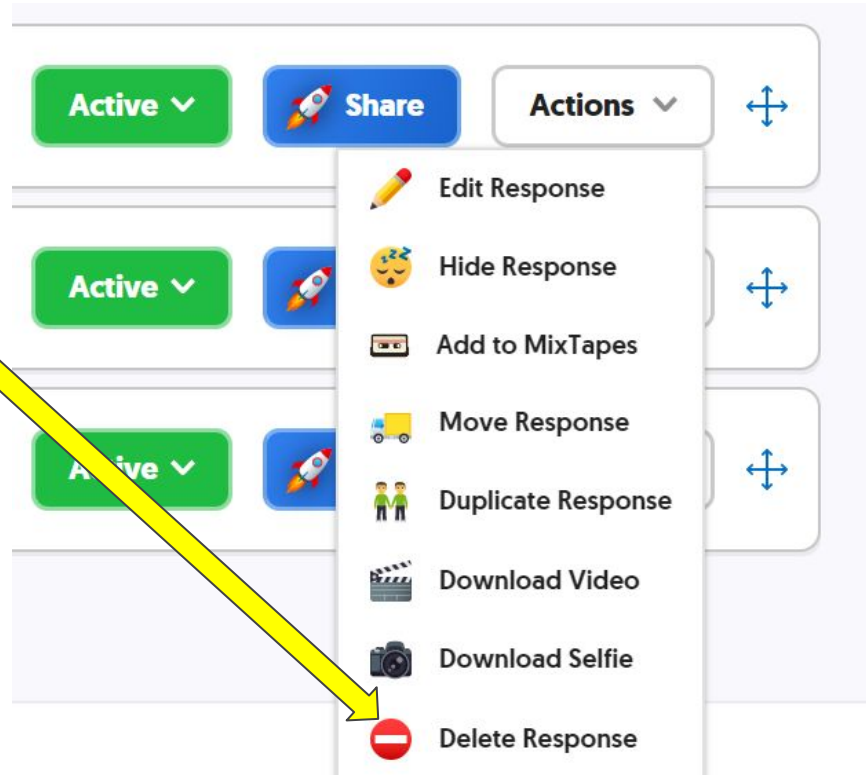 Active Share Actions
Edit Response
Hide Response
Active
Add to MixTapes
Move Response
Active
Duplicate Response
Download Video
Download Selfie
Delete Response